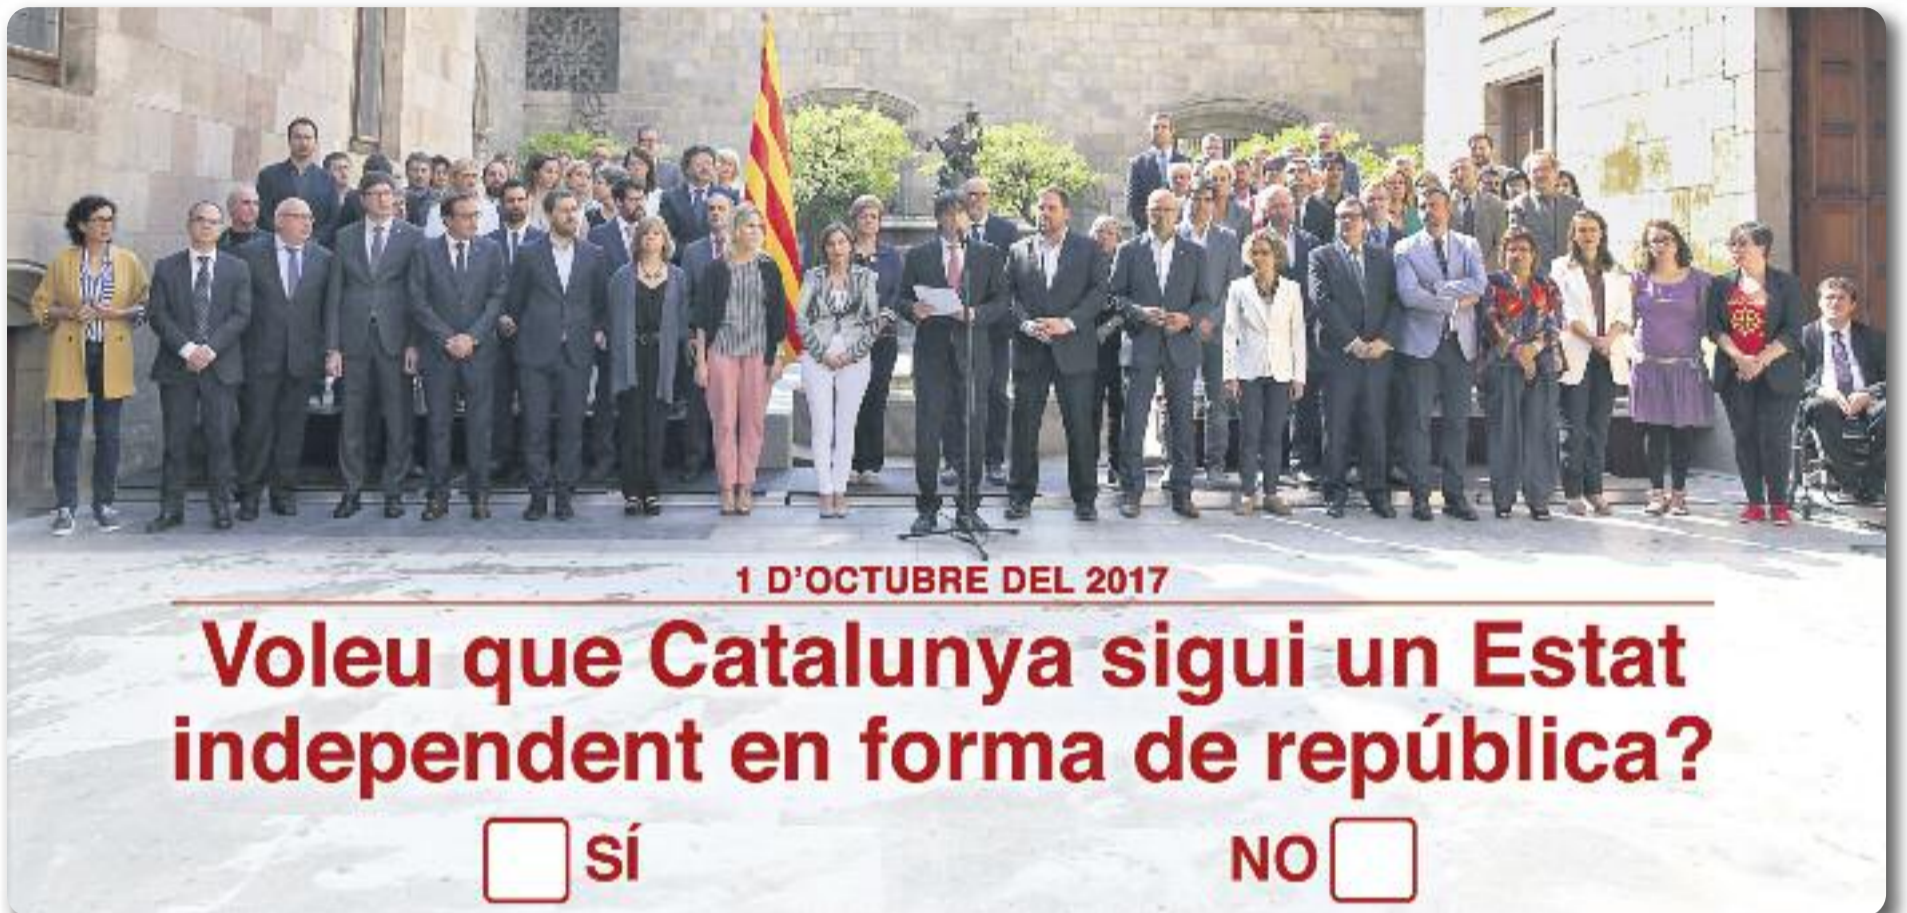 1 D'OCTUBRE DEL 2017
Voleu que Catalunya sigui un Estat
independent en forma de república?
SÍ
NO